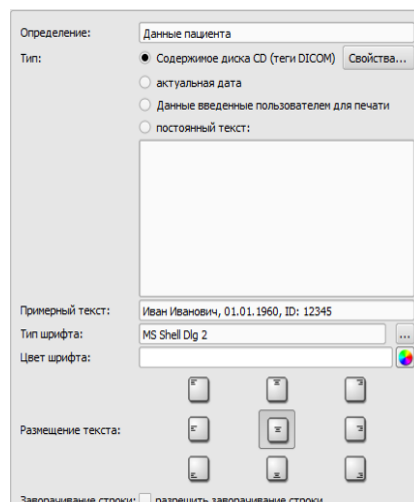 Определение: Данные пациента
Тип: Содержимое диска CD (теги DICOM) Свойства...
актуальная дата
Данные введенные пользователем для печати
постоянный текст:
Примерный текст: Иван Иванович, 01.01.1960, ID: 12345
Тип шрифта: MS Shell Dlg 2 ...
Цвет шрифта:
Размещение текста:
Заворачивание строки: разрешить заворачивание строки